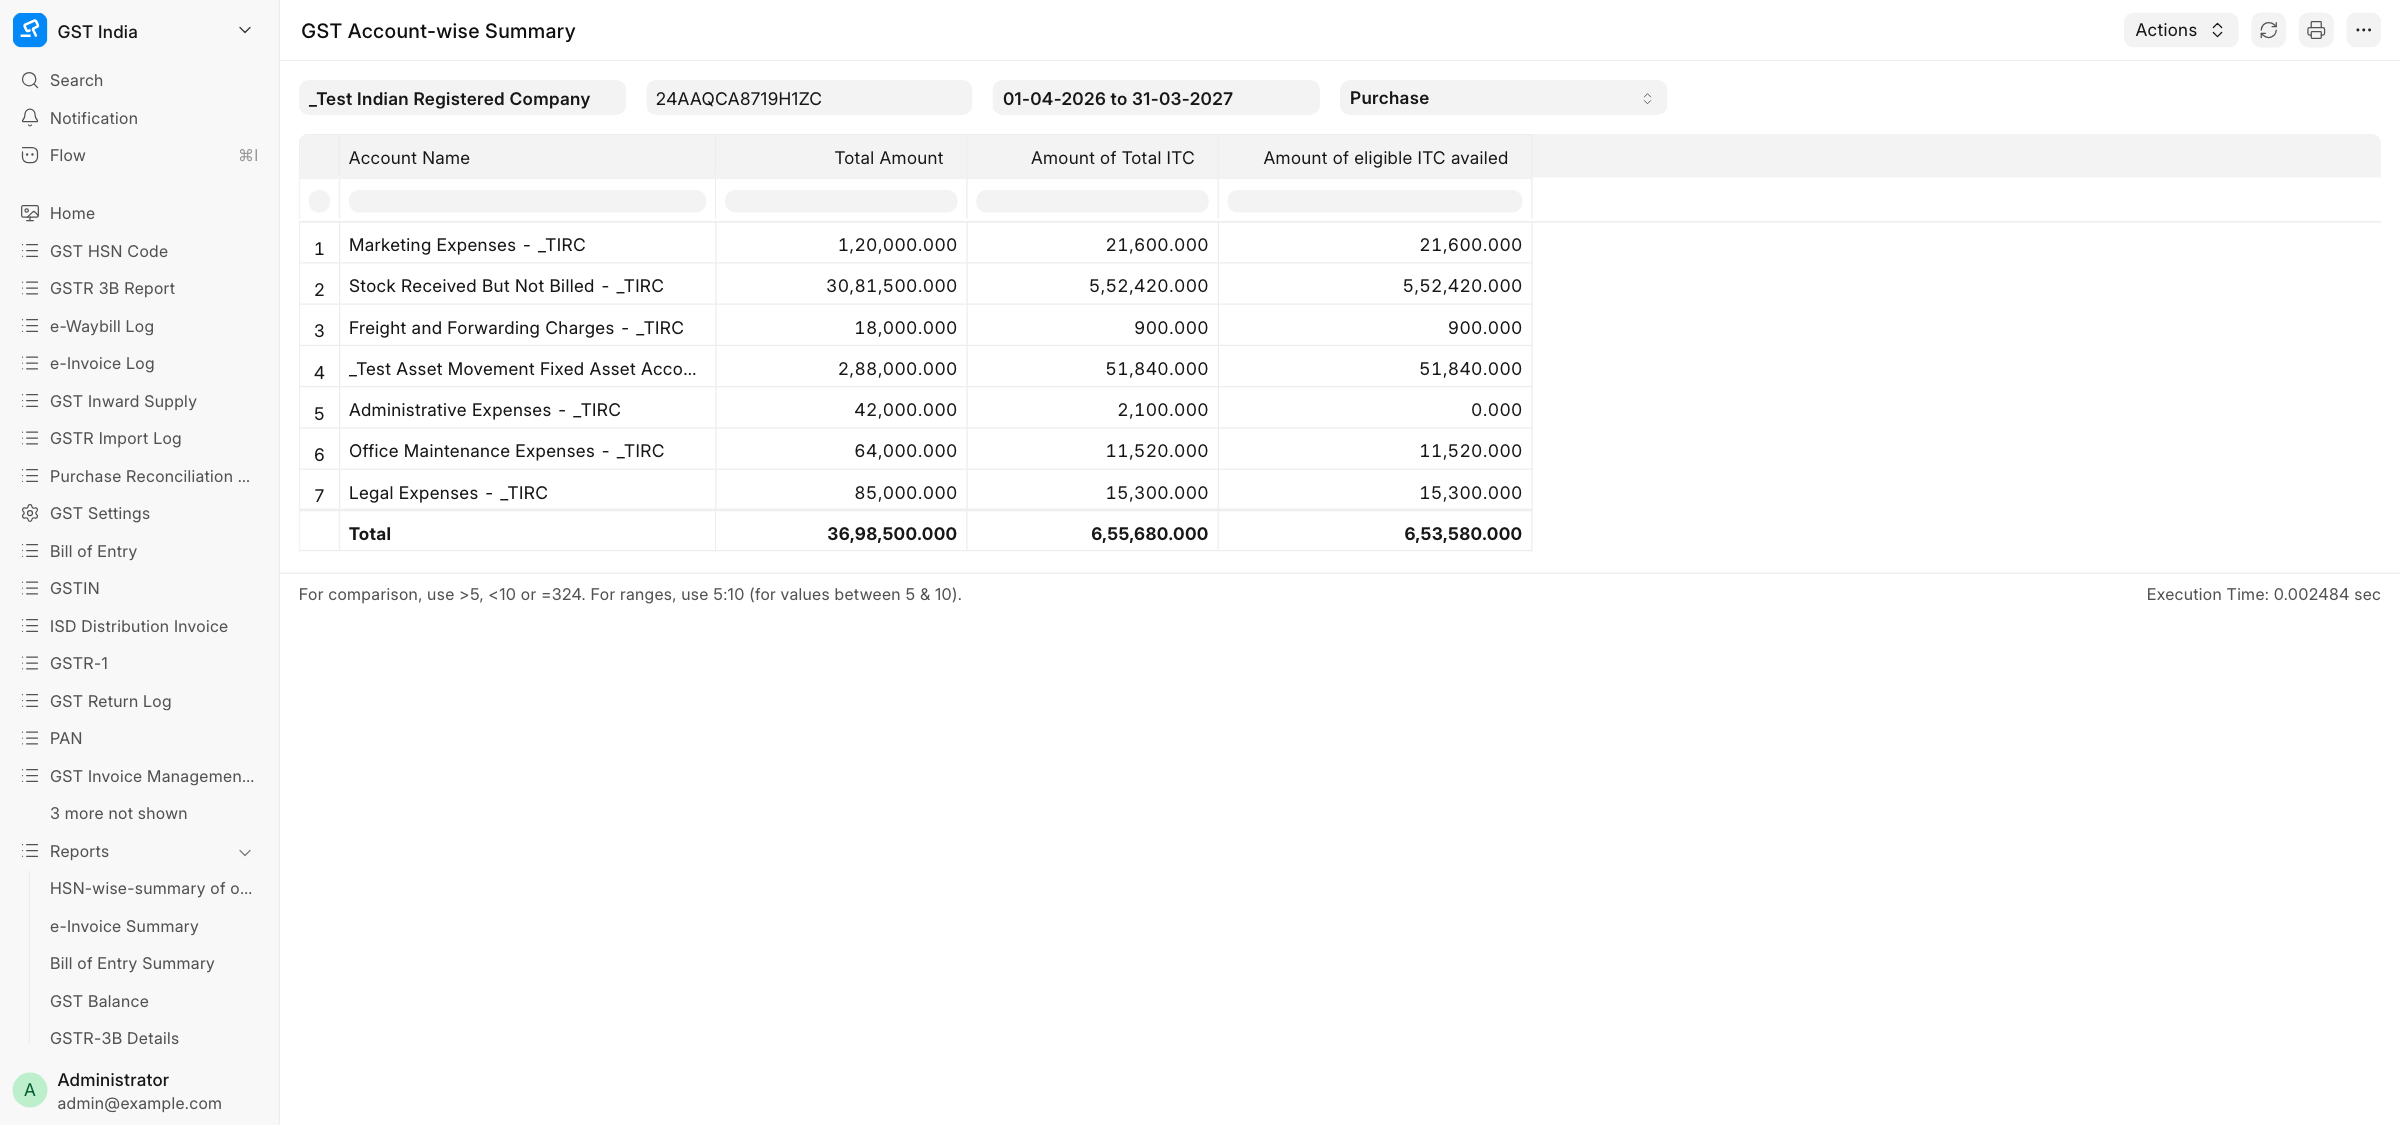 GST India
Search
Notification
Flow ⌘I
Home
GST HSN Code
GSTR 3B Report
e-Waybill Log
e-Invoice Log
GST Inward Supply
GSTR Import Log
Purchase Reconciliation ...
GST Settings
Bill of Entry
GSTIN
ISD Distribution Invoice
GSTR-1
GST Return Log
PAN
GST Invoice Managemen...
3 more not shown
Reports
HSN-wise-summary of o...
e-Invoice Summary
Bill of Entry Summary
GST Balance
GSTR-3B Details
A
Administrator
admin@example.com
GST Account-wise Summary
Actions
_Test Indian Registered Company 24AAQCA8719H1ZC 01-04-2026 to 31-03-2027 Purchase
Account Name Total Amount Amount of Total ITC Amount of eligible ITC availed
1 Marketing Expenses - _TIRC 1,20,000.000 21,600.000 21,600.000
2 Stock Received But Not Billed - _TIRC 30,81,500.000 5,52,420.000 5,52,420.000
3 Freight and Forwarding Charges - _TIRC 18,000.000 900.000 900.000
4 _Test Asset Movement Fixed Asset Acco... 2,88,000.000 51,840.000 51,840.000
5 Administrative Expenses - _TIRC 42,000.000 2,100.000 0.000
6 Office Maintenance Expenses - _TIRC 64,000.000 11,520.000 11,520.000
7 Legal Expenses - _TIRC 85,000.000 15,300.000 15,300.000
Total 36,98,500.000 6,55,680.000 6,53,580.000
For comparison, use >5, <10 or =324. For ranges, use 5:10 (for values between 5 & 10).
Execution Time: 0.002484 sec